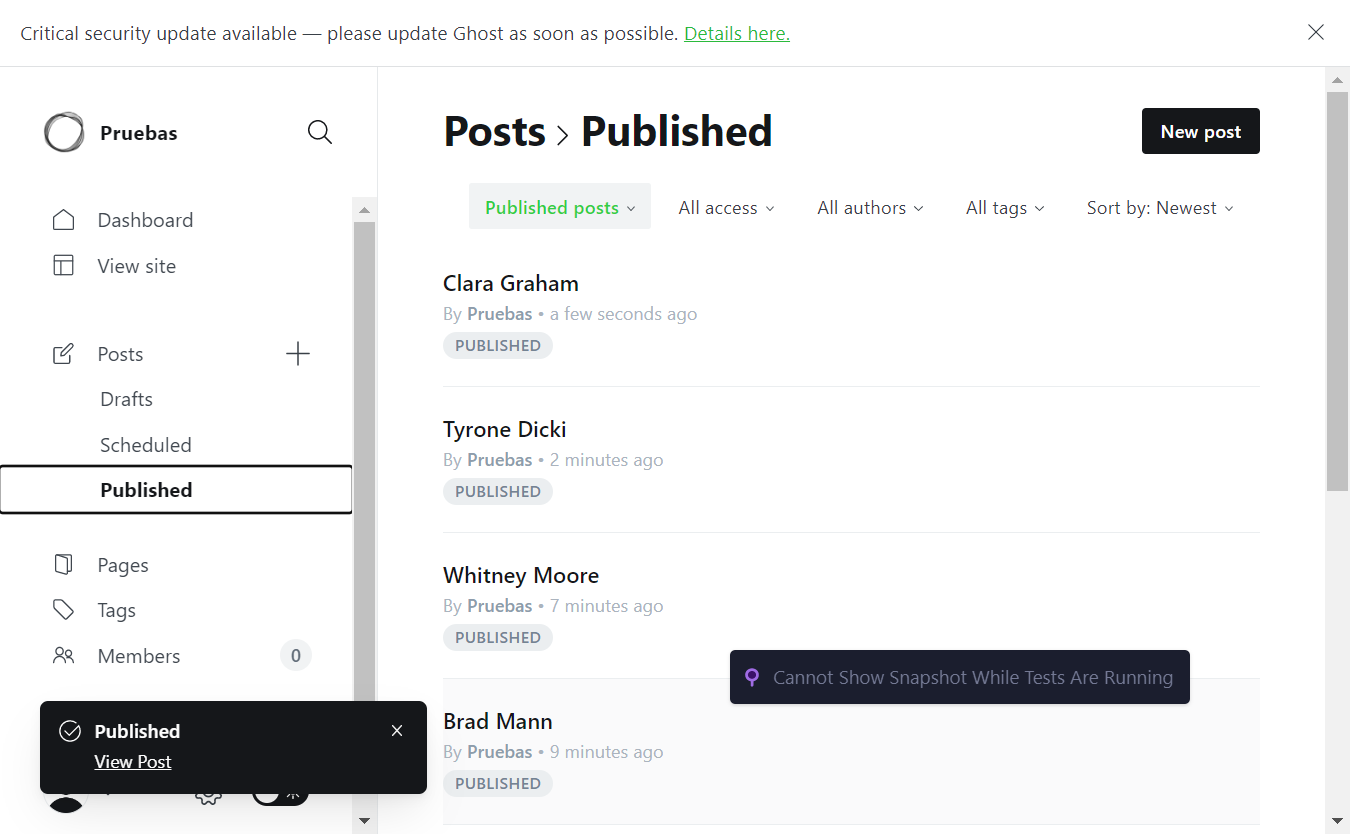 Critical security update available — please update Ghost as soon as possible. Details here.
Pruebas
Dashboard
View site
Posts
Drafts
Scheduled
Published
Pages
Tags
Members 0
Published
View Post
Posts › Published
New post
Published posts All access All authors All tags Sort by: Newest
Clara Graham
By Pruebas • a few seconds ago
PUBLISHED
Tyrone Dicki
By Pruebas • 2 minutes ago
PUBLISHED
Whitney Moore
By Pruebas • 7 minutes ago
PUBLISHED
Cannot Show Snapshot While Tests Are Running
Brad Mann
By Pruebas • 9 minutes ago
PUBLISHED